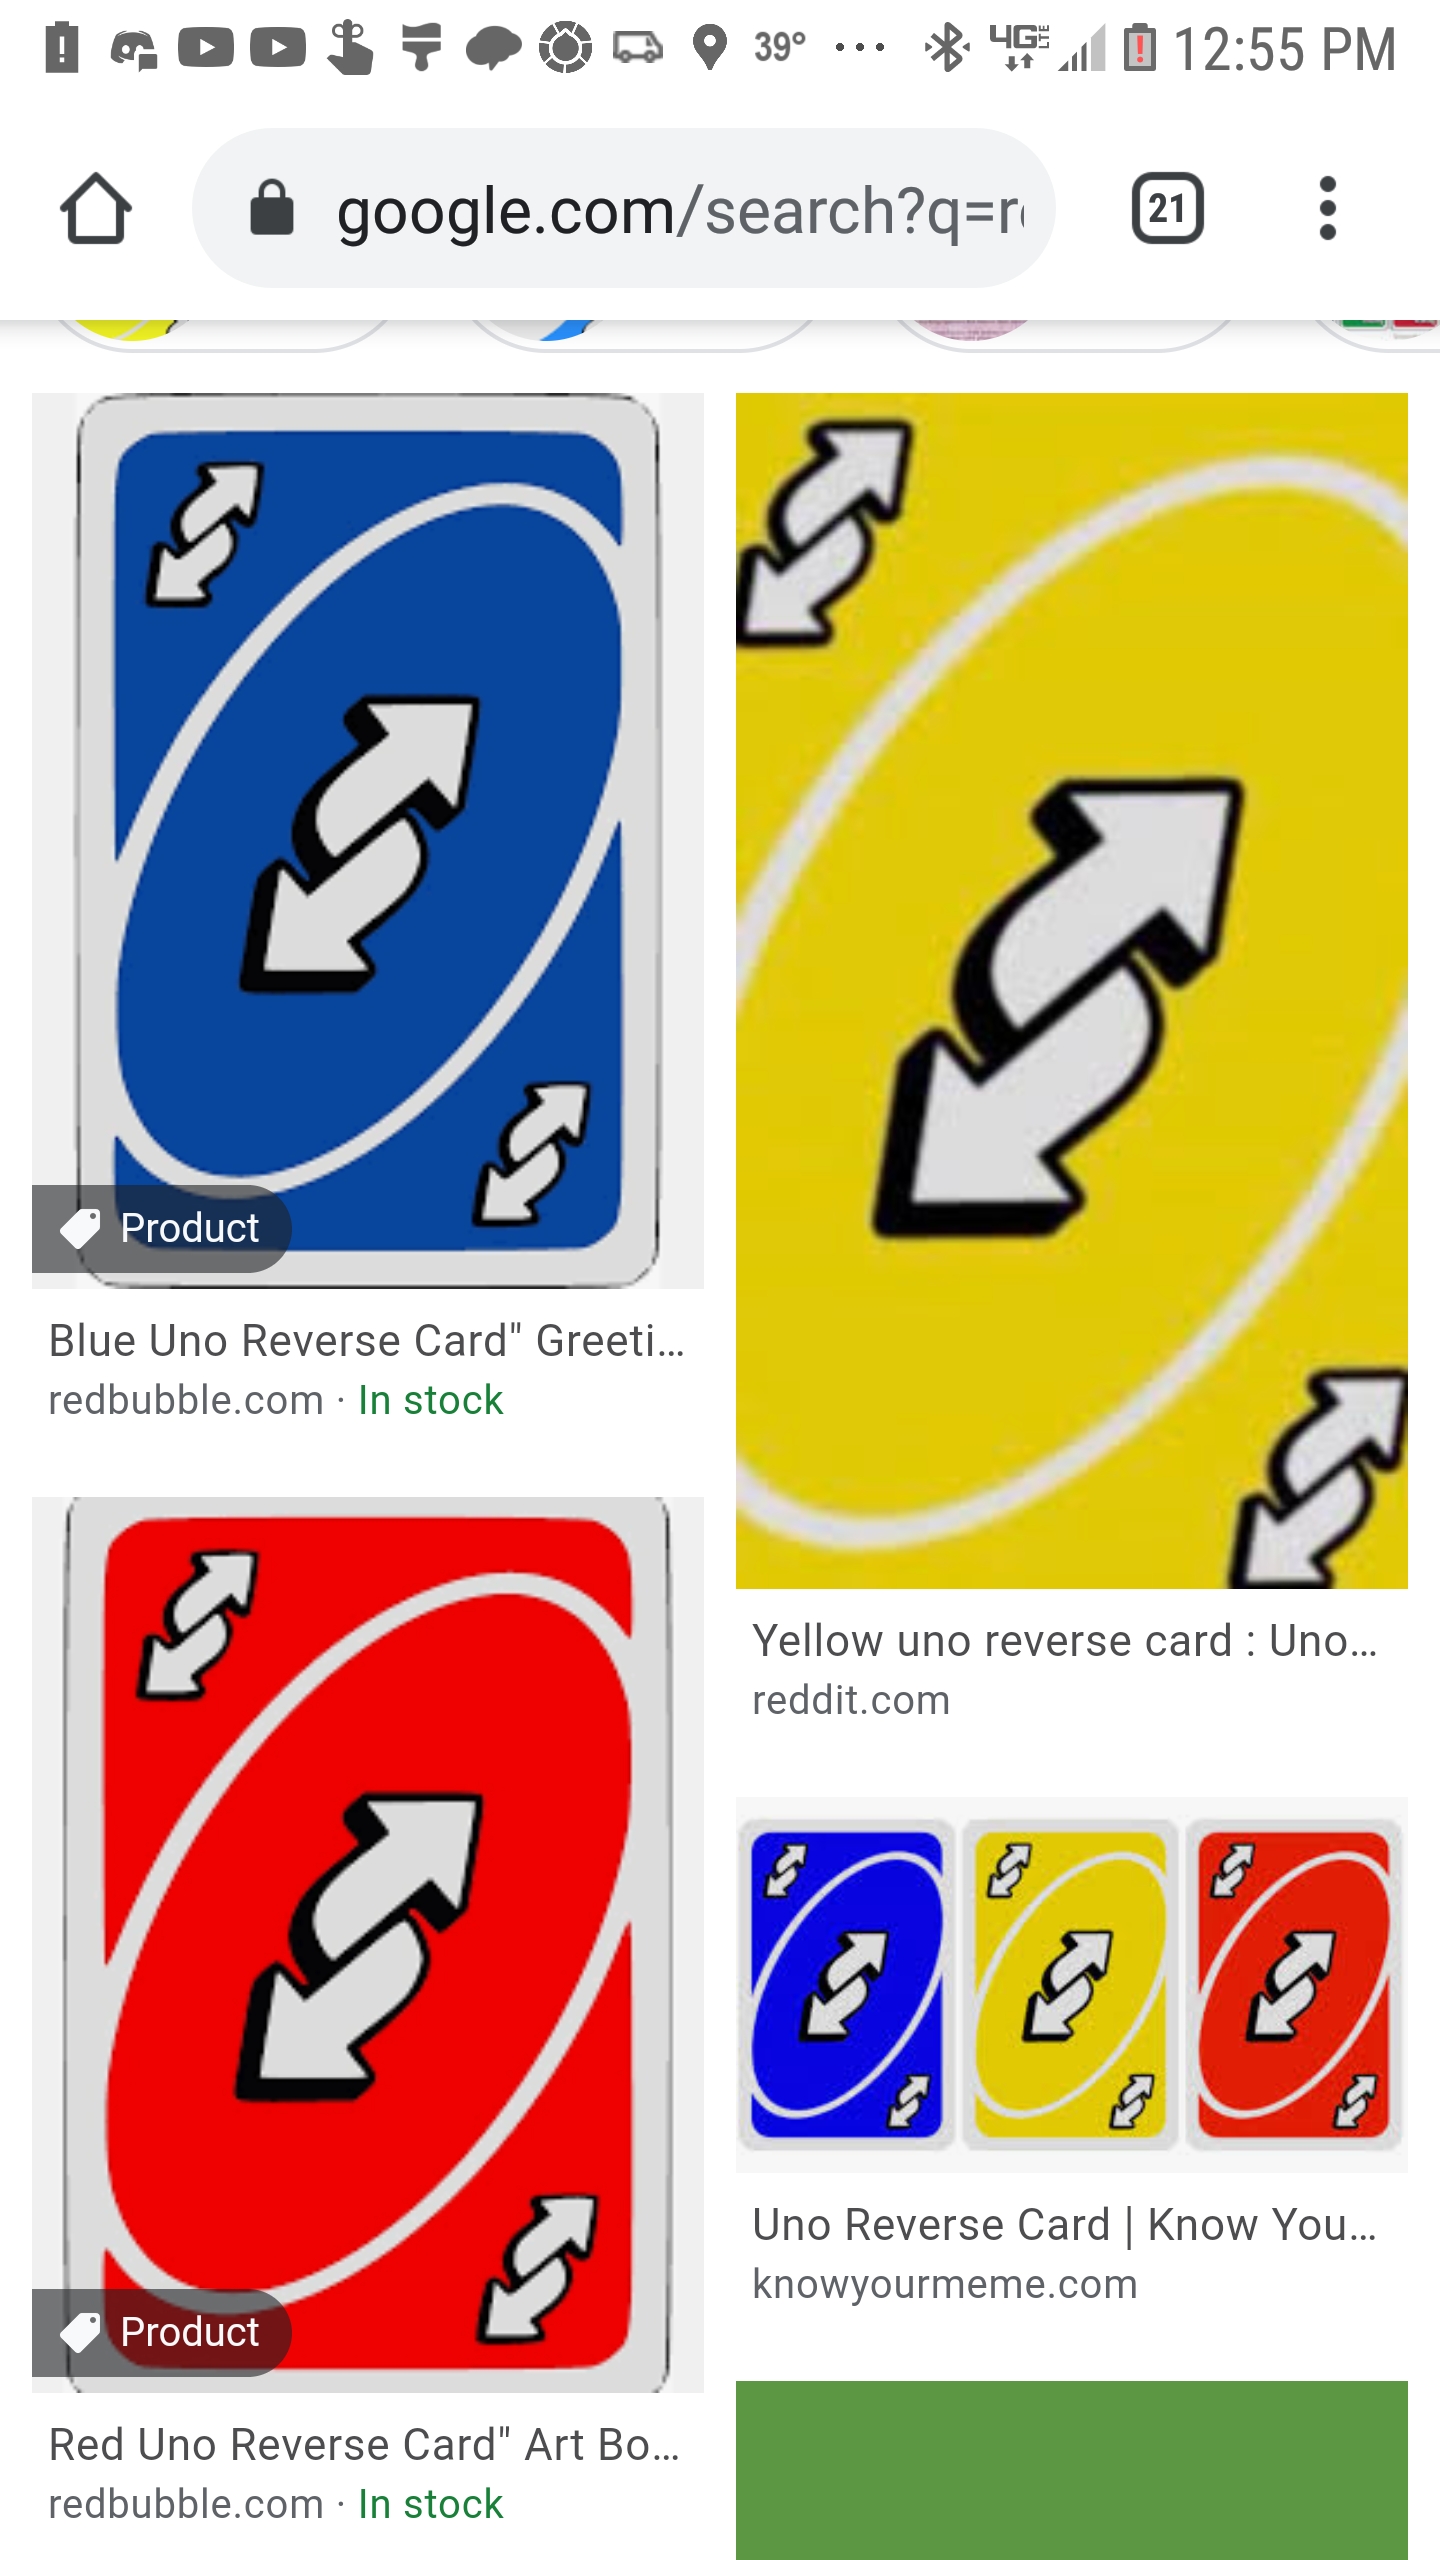 39° ... 4G LTE 12:55 PM
google.com/search?q=r
21
Product
Blue Uno Reverse Card" Greeti...
redbubble.com · In stock
Yellow uno reverse card : Uno...
reddit.com
Product
Red Uno Reverse Card" Art Bo...
redbubble.com · In stock
Uno Reverse Card | Know You...
knowyourmeme.com